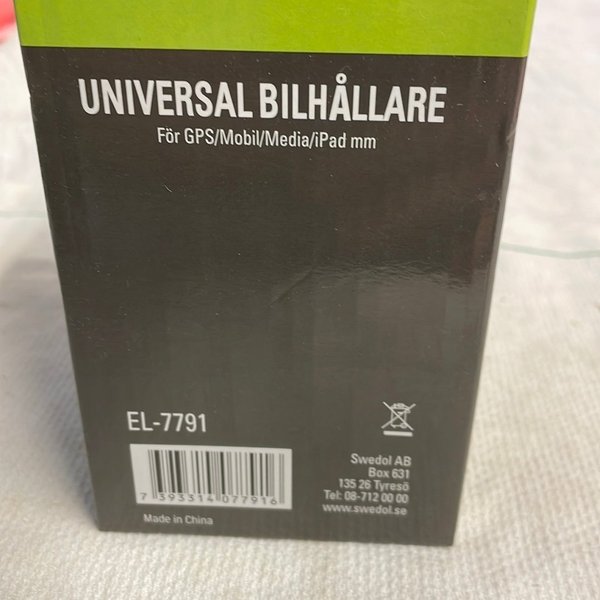 UNIVERSAL BILHÅLLARE
För GPS/Mobil/Media/iPad mm
EL-7791
7 393314 077916
Made in China
Swedol AB
Box 631
135 26 Tyresö
Tel: 08-712 00 00
www.swedol.se